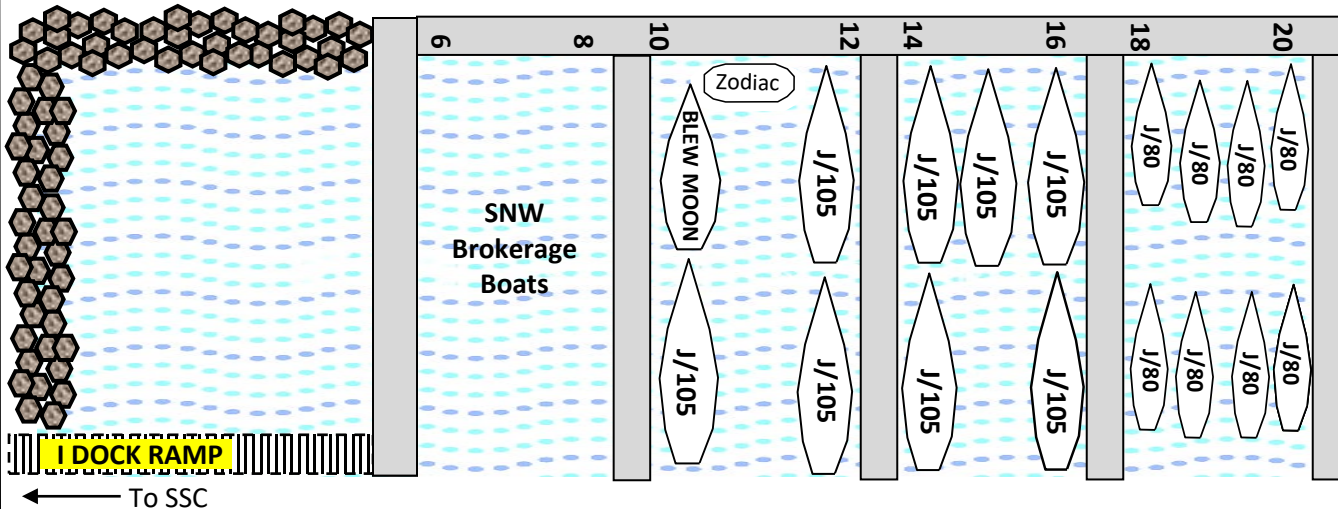 6
8
10
12
14
16
18
20
Zodiac
BLEW MOON
J/105
J/105
J/105
J/105
J/80
J/80
J/80
J/80
SNW
Brokerage
Boats
J/105
J/105
J/105
J/105
J/80
J/80
J/80
J/80
I DOCK RAMP
To SSC